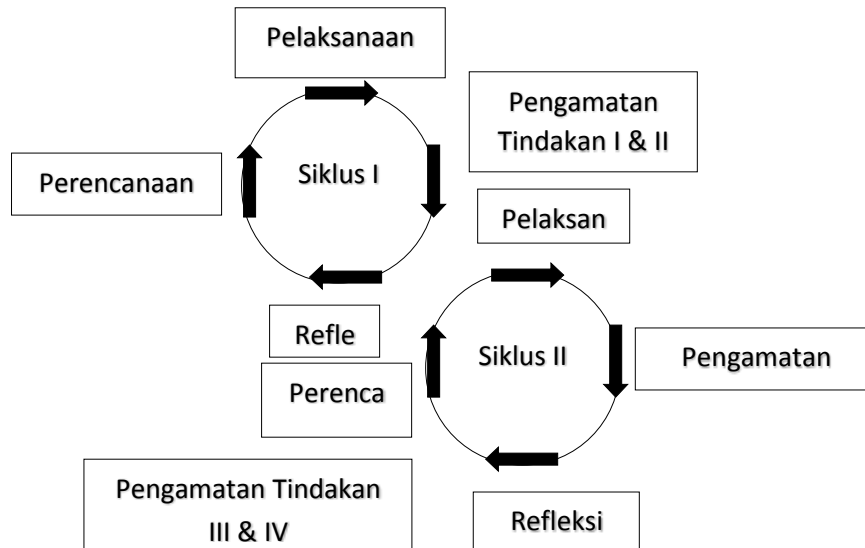 Pelaksanaan
Pengamatan
Tindakan I & II
Perencanaan
Siklus I
Pelaksan
Refle
Siklus II
Pengamatan
Perenca
Pengamatan Tindakan
III & IV
Refleksi